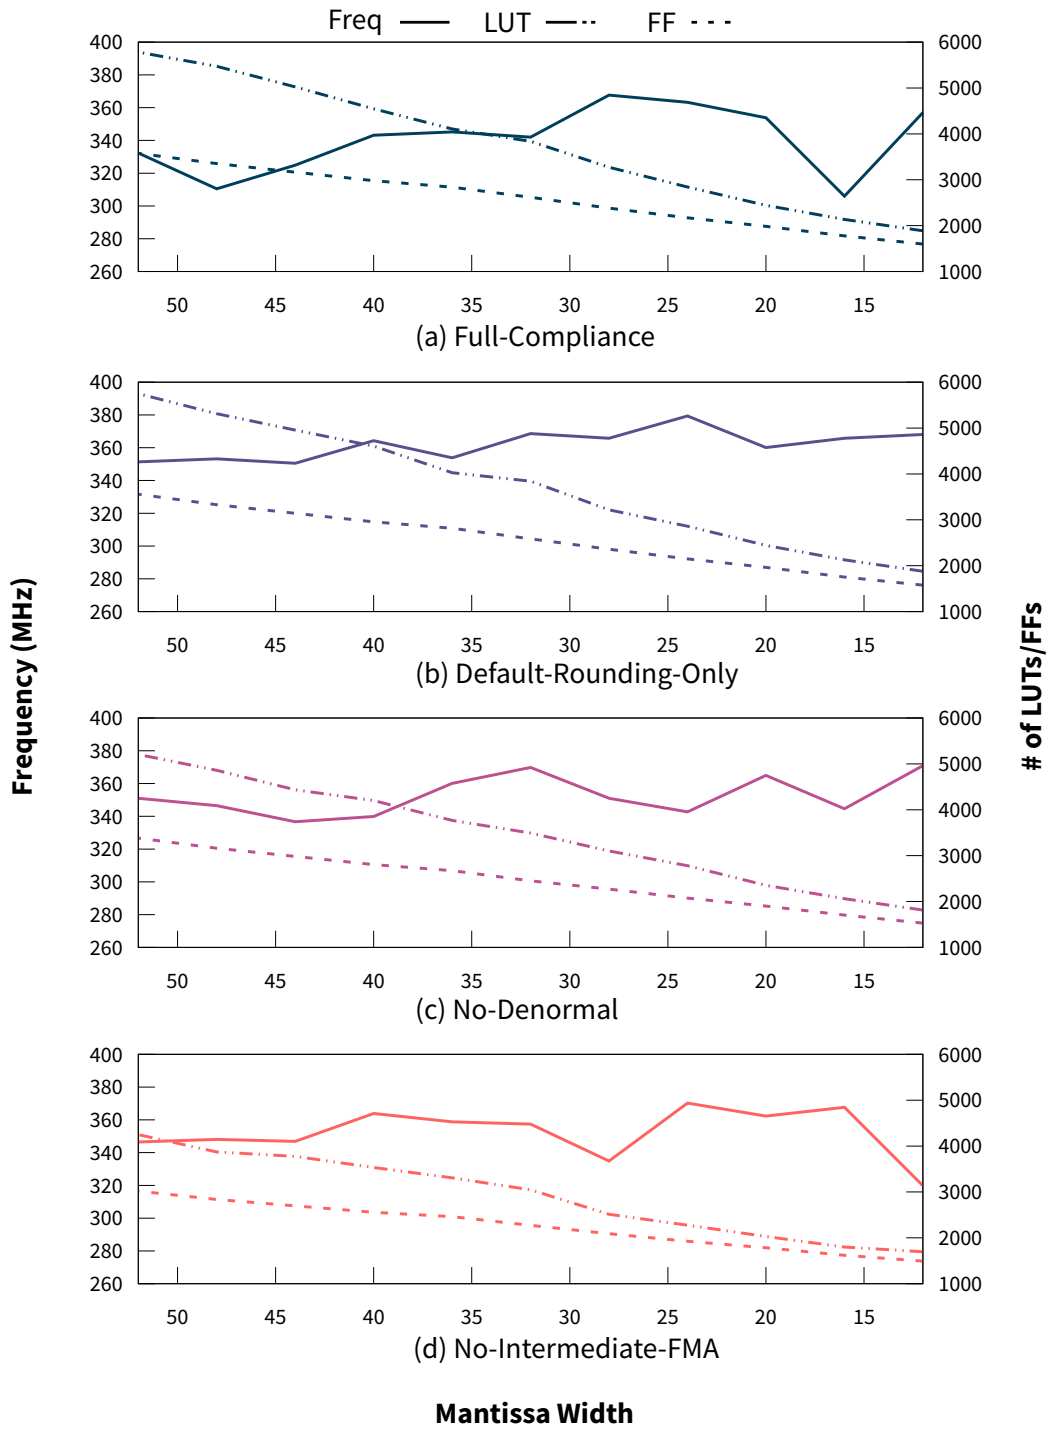 Freq LUT FF
400 6000
380 5000
360
340 4000
320 3000
300
280 2000
260 1000
50 45 40 35 30 25 20 15
(a) Full-Compliance
400 6000
380 5000
360
340 4000
320 3000
300
280 2000
260 1000
50 45 40 35 30 25 20 15
(b) Default-Rounding-Only
Frequency (MHz)
# of LUTs/FFs
400 6000
380 5000
360
340 4000
320 3000
300
280 2000
260 1000
50 45 40 35 30 25 20 15
(c) No-Denormal
400 6000
380 5000
360
340 4000
320 3000
300
280 2000
260 1000
50 45 40 35 30 25 20 15
(d) No-Intermediate-FMA
Mantissa Width